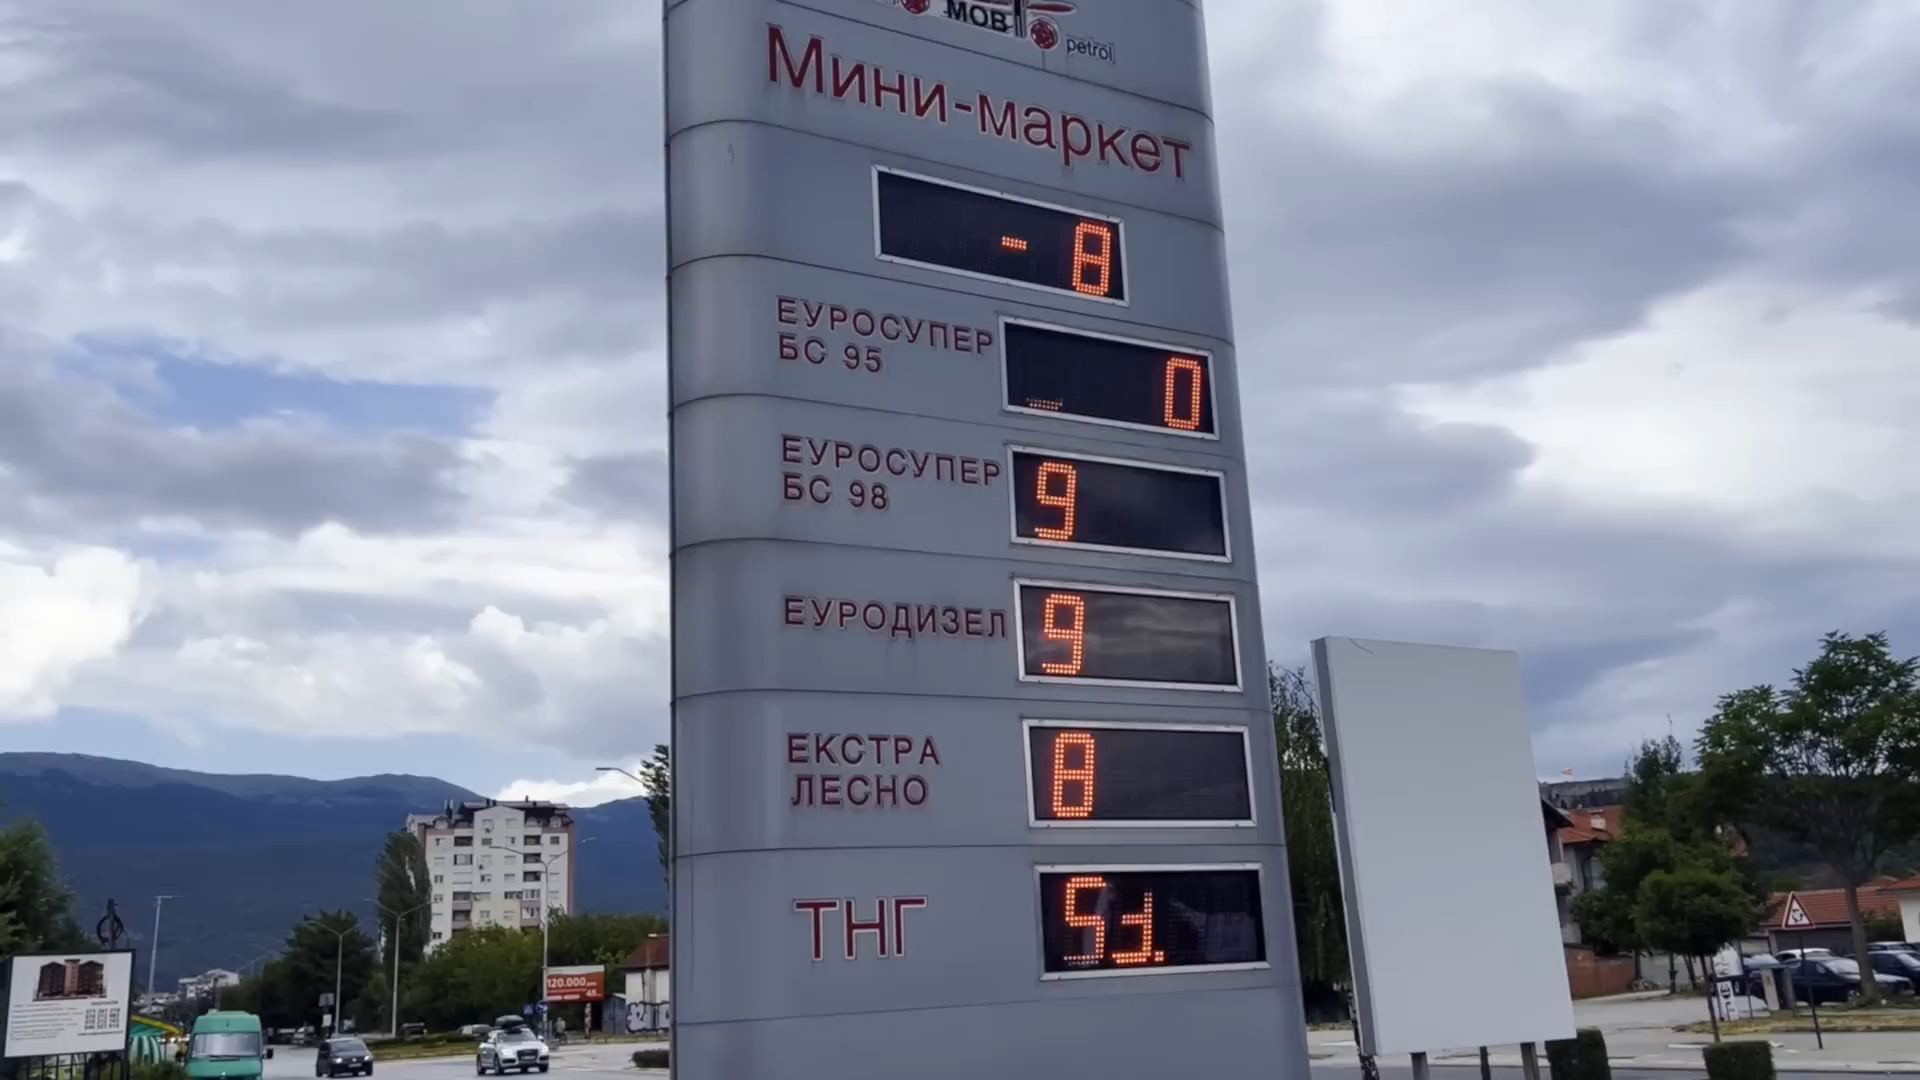 МОВ
petrol
Мини-маркет
- 8
ЕУРОСУПЕР
БС 95
_ 0
ЕУРОСУПЕР
БС 98
9
ЕУРОДИЗЕЛ
9
ЕКСТРА
ЛЕСНО
8
ТНГ
120.000